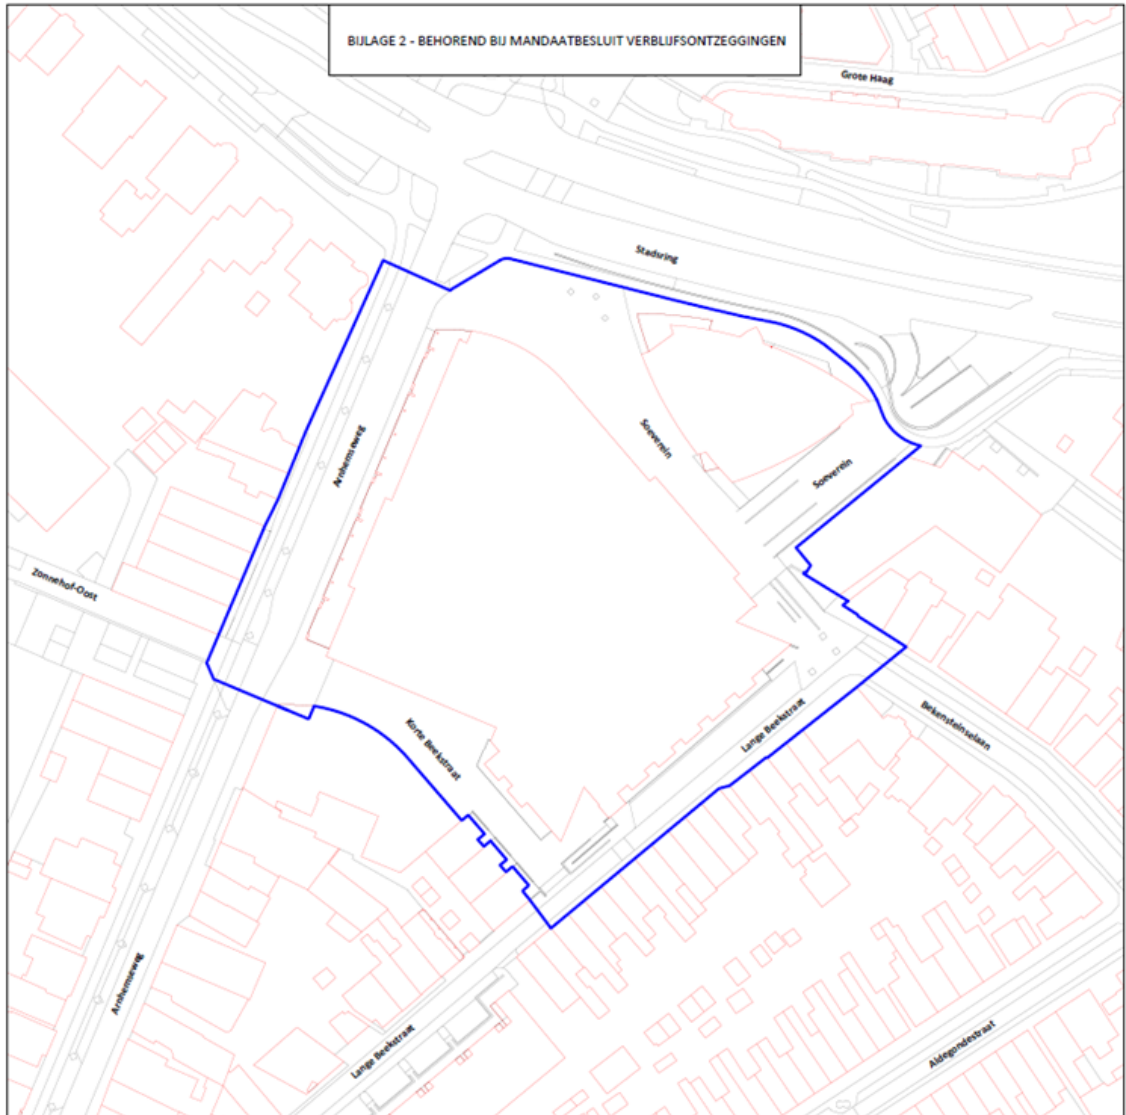 BIJLAGE 2 - BEHOREND BIJ MANDAATBESLUIT VERBLIJFSONTZEGGINGEN
Grote Haag
Stadsring
Arnhemseweg
Soeverein
Soeverein
Zonnehof-Oost
Korte Beekstraat
Lange Beekstraat
Bekensteinselaan
Arnhemseweg
Lange Beekstraat
Aldegondestraat